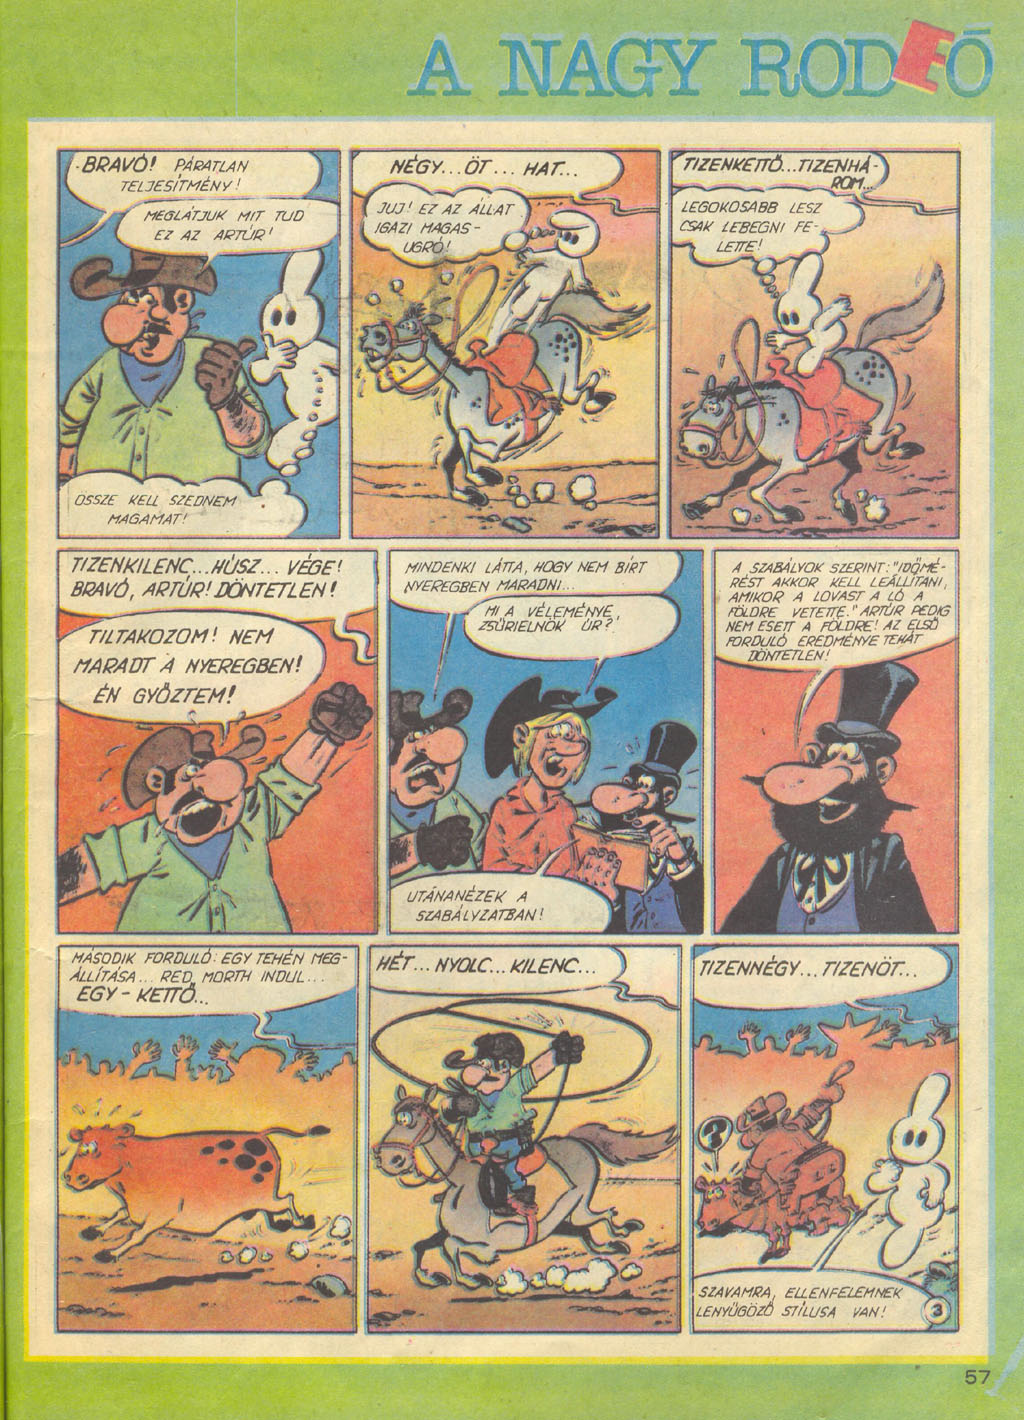 A NAGY RODEÓ
- BRAVÓ! PÁRATLAN
TELJESÍTMÉNY!
MEGLÁTJUK MIT TUD
EZ AZ ARTÚR!
ÖSSZE KELL SZEDNEM
MAGAMAT!
NÉGY...ÖT... HAT...
JUJ! EZ AZ ÁLLAT
IGAZI MAGAS-
UGRÓ!
TIZENKETTŐ...TIZENHÁ-
ROM...
LEGOKOSABB LESZ
CSAK LEBEGNI FE-
LETTE!
TIZENKILENC...HÚSZ... VÉGE!
BRAVÓ, ARTÚR! DÖNTETLEN!
TILTAKOZOM! NEM
MARADT A NYEREGBEN!
ÉN GYŐZTEM!
MINDENKI LÁTTA, HOGY NEM BÍRT
NYEREGBEN MARADNI...
MI A VÉLEMÉNYE
ZSŰRIELNÖK ÚR?
UTÁNANÉZEK A
SZABÁLYZATBAN!
A SZABÁLYOK SZERINT: "IDŐMÉ-
RÉST AKKOR KELL LEÁLLÍTANI,
AMIKOR A LOVAST A LÓ A
FÖLDRE VETETTE." ARTÚR PEDIG
NEM ESETT A FÖLDRE! AZ ELSŐ
FORDULÓ EREDMÉNYE TEHÁT
DÖNTETLEN!
MÁSODIK FORDULÓ: EGY TEHÉN MEG-
ÁLLÍTÁSA... RED MORTH INDUL...
EGY - KETTŐ...
HÉT... NYOLC... KILENC...
TIZENNÉGY... TIZENÖT...
?
SZAVAMRA, ELLENFELEMNEK
LENYŰGÖZŐ STÍLUSA VAN!
3
57